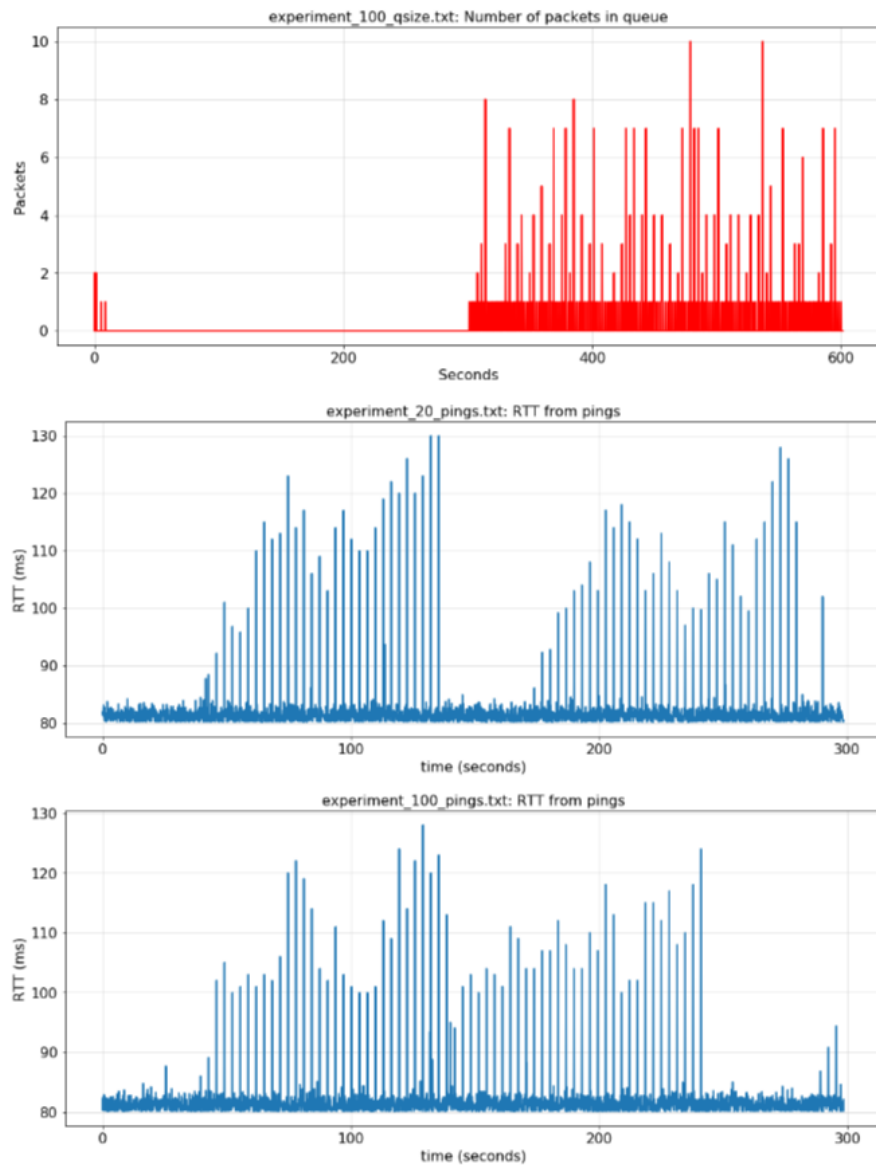 experiment_100_qsize.txt: Number of packets in queue
10
8
6
4
2
0
Packets
0 200 400 600
Seconds
experiment_20_pings.txt: RTT from pings
130
120
110
100
90
80
RTT (ms)
0 100 200 300
time (seconds)
experiment_100_pings.txt: RTT from pings
130
120
110
100
90
80
RTT (ms)
0 100 200 300
time (seconds)